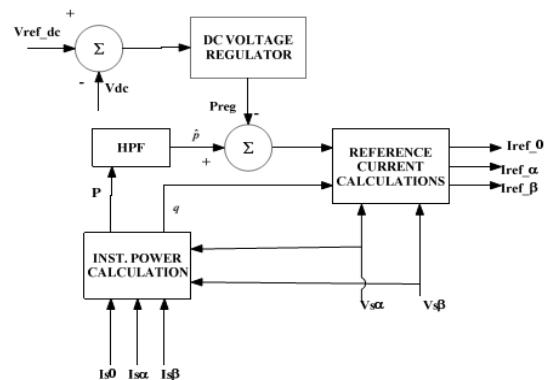 +
Vref_dc
Σ
-
Vdc
DC VOLTAGE
REGULATOR
Preg
-
p̂
HPF
+
Σ
REFERENCE
CURRENT
CALCULATIONS
Iref_0
Iref_α
Iref_β
P
q
INST. POWER
CALCULATION
Vsα
Vsβ
Is0
Isα
Isβ